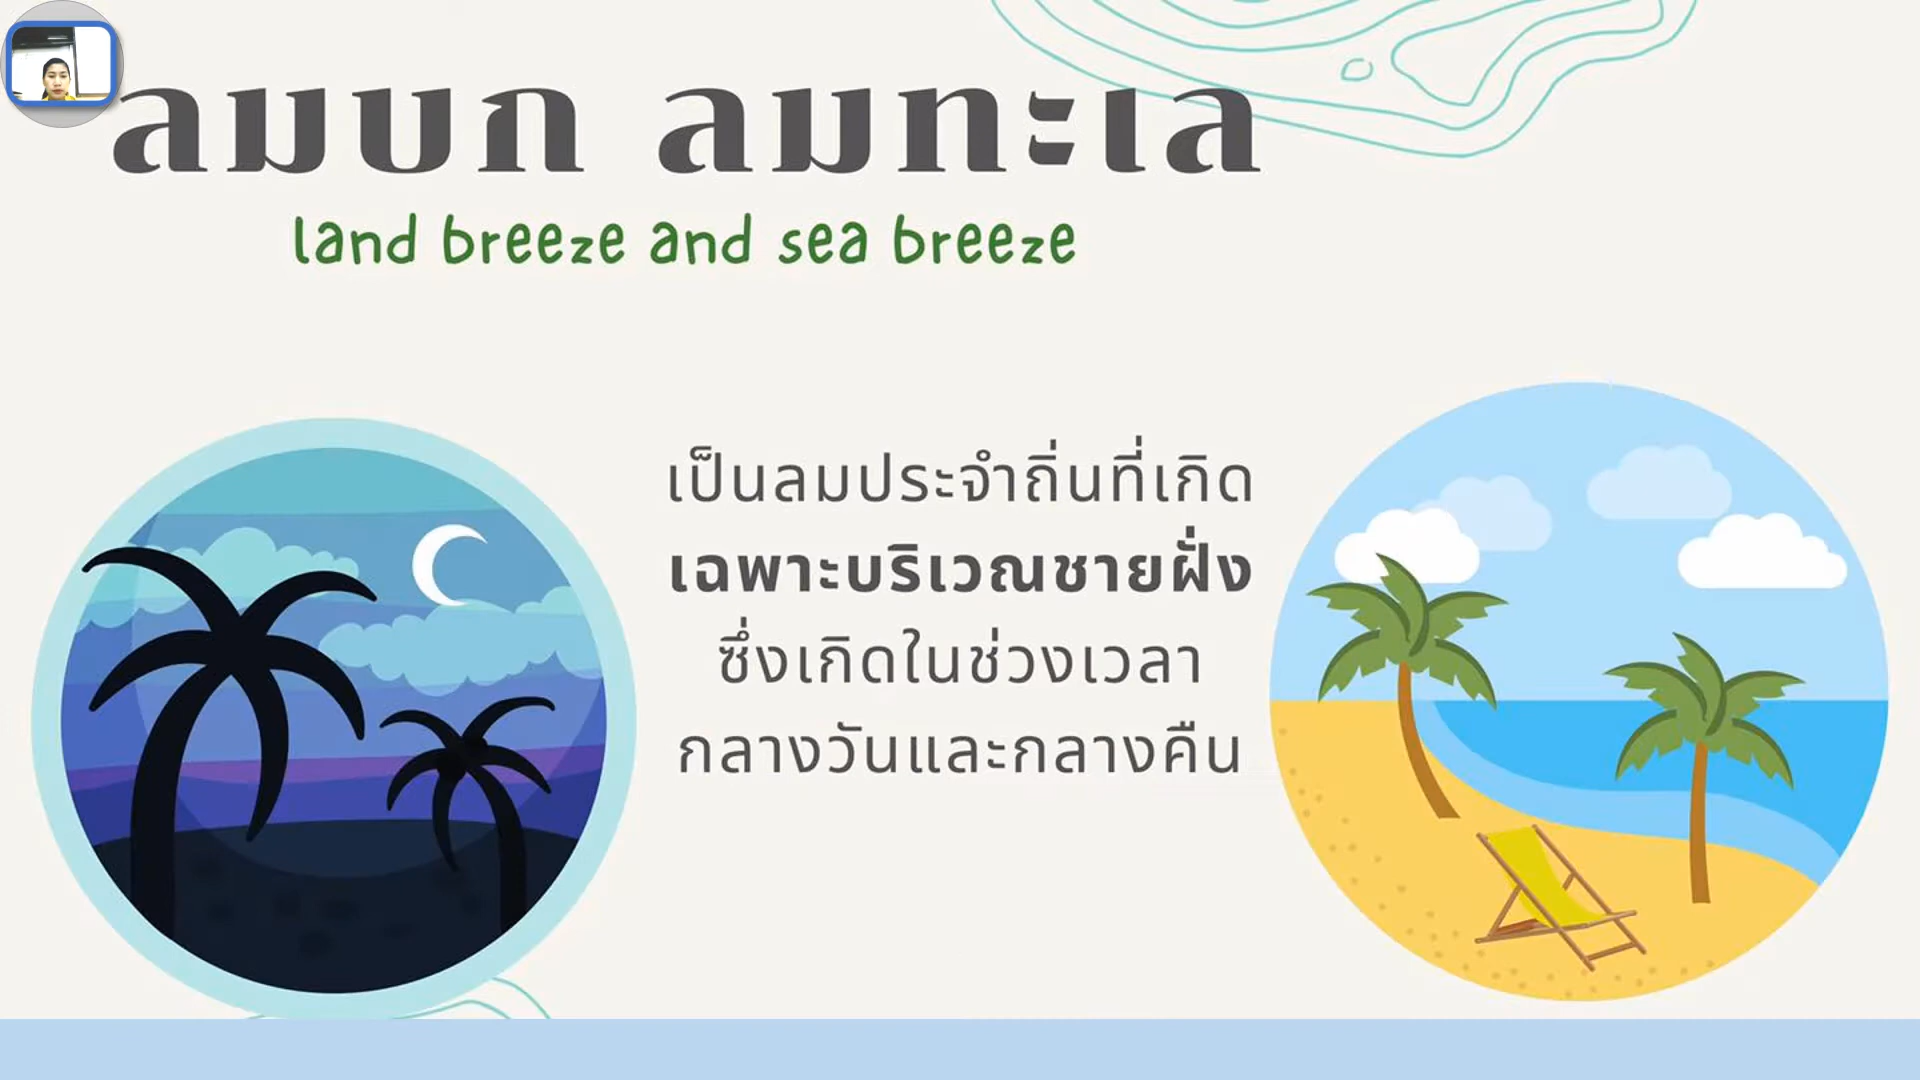 ลมบก ลมทะเล
land breeze and sea breeze
เป็นลมประจำถิ่นที่เกิด
เฉพาะบริเวณชายฝั่ง
ซึ่งเกิดในช่วงเวลา
กลางวันและกลางคืน